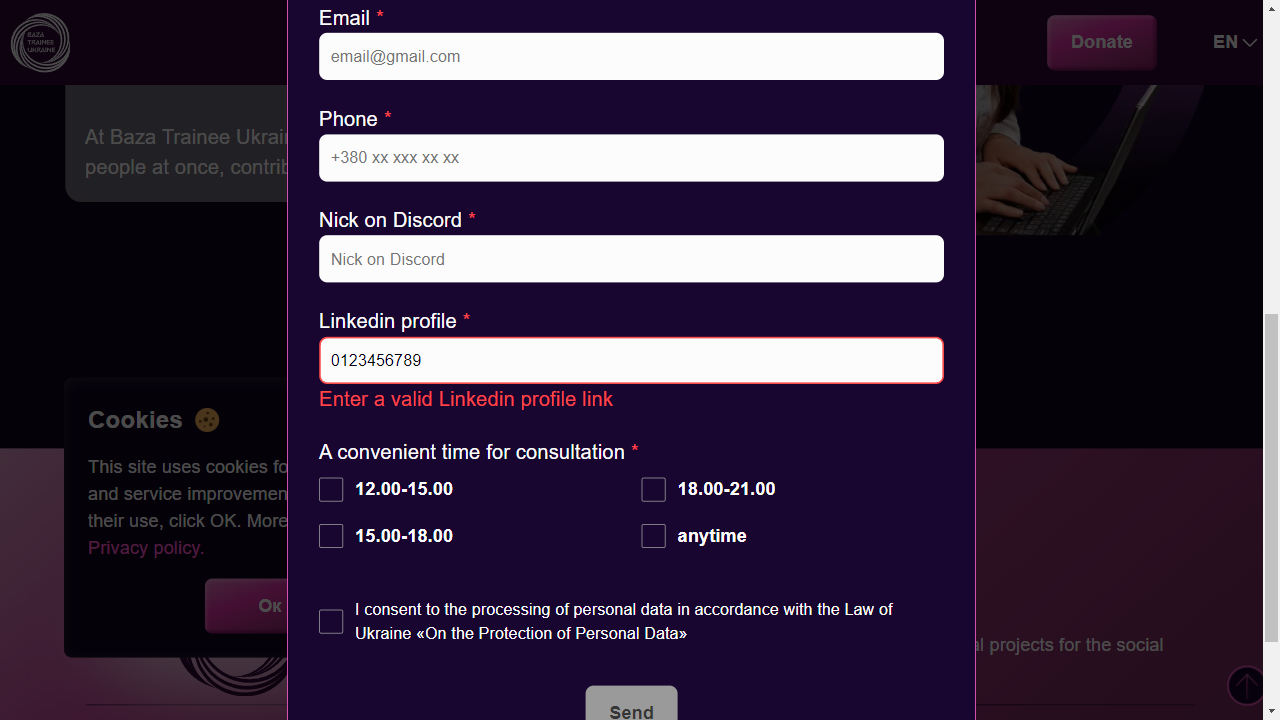 BAZA
TRAINEE
UKRAINE
Donate
EN
At Baza Trainee Ukrai
people at once, contrib
Email *
email@gmail.com
Phone *
+380 xx xxx xx xx
Nick on Discord *
Nick on Discord
Linkedin profile *
0123456789
Enter a valid Linkedin profile link
A convenient time for consultation *
12.00-15.00
18.00-21.00
15.00-18.00
anytime
I consent to the processing of personal data in accordance with the Law of
Ukraine «On the Protection of Personal Data»
Send
Cookies
This site uses cookies fo
and service improvemen
their use, click OK. More
Privacy policy.
Ок
al projects for the social